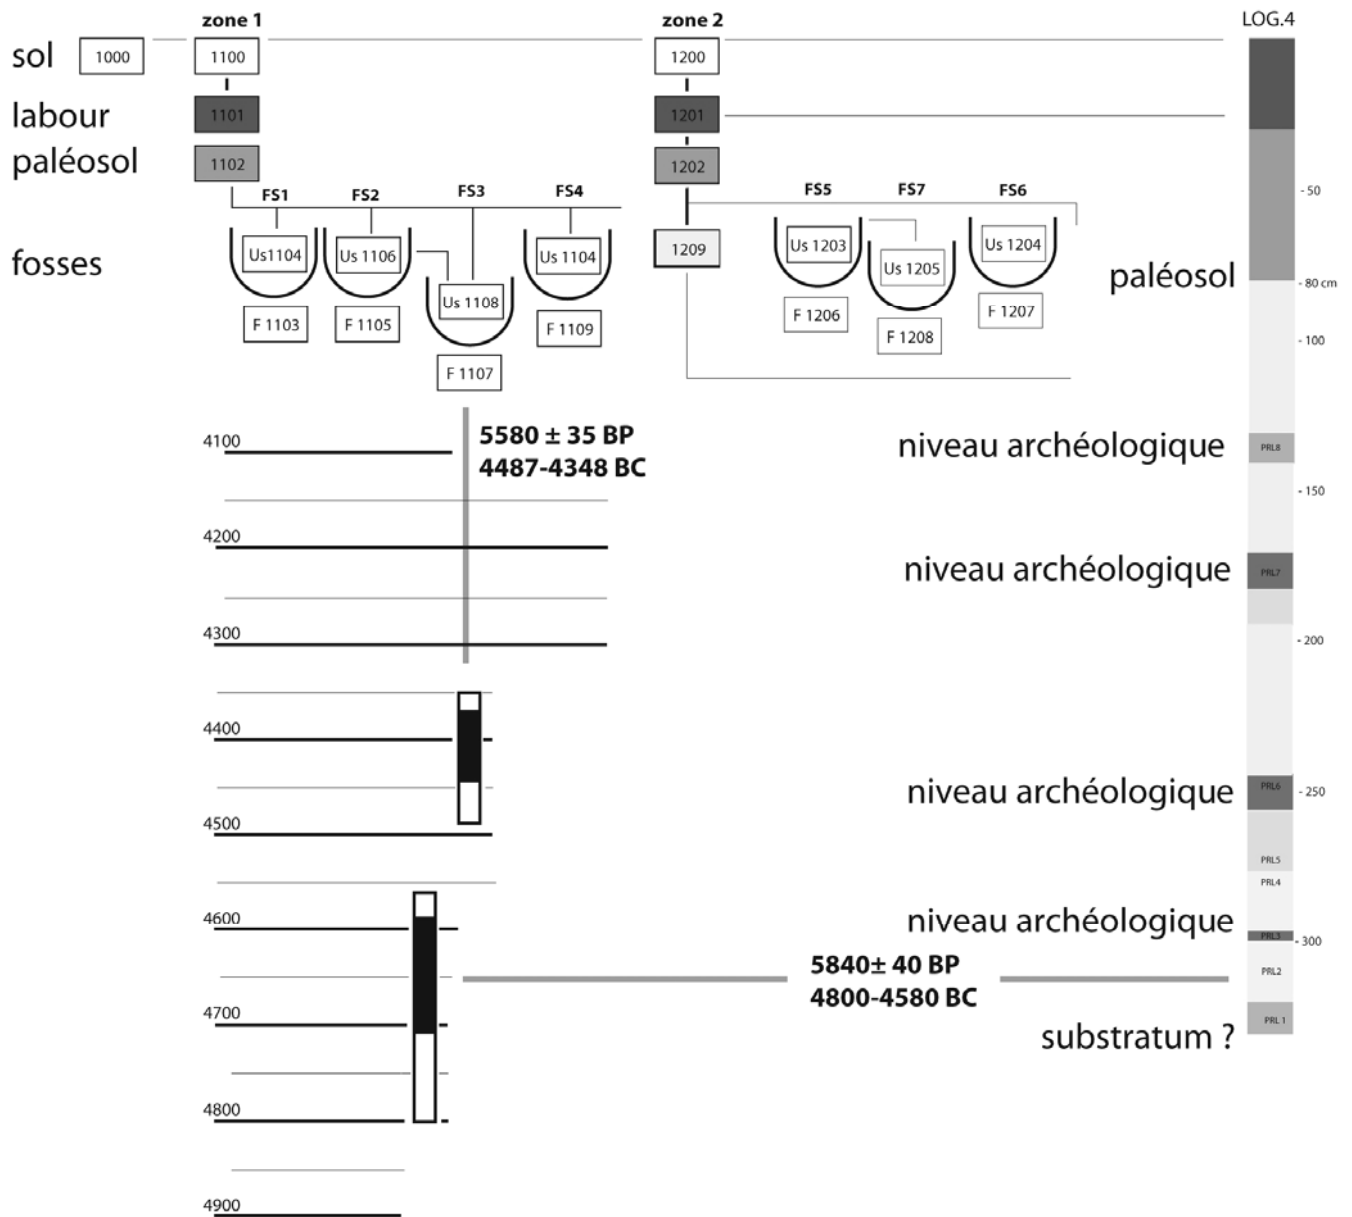 zone 1
zone 2
LOG.4
sol
1000
1100
1200
labour
1101
1201
paléosol
1102
1202
FS1
FS2
FS3
FS4
FS5
FS7
FS6
- 50
fosses
Us1104
Us 1106
Us 1108
Us 1104
1209
Us 1203
Us 1205
Us 1204
paléosol
- 80 cm
F 1103
F 1105
F 1107
F 1109
F 1206
F 1208
F 1207
- 100
5580 ± 35 BP
4487-4348 BC
4100
niveau archéologique
PRL8
- 150
4200
niveau archéologique
PRL7
4300
- 200
4400
niveau archéologique
PRL6
- 250
4500
PRL5
PRL4
4600
niveau archéologique
PRL3
- 300
5840± 40 BP
4800-4580 BC
PRL2
4700
substratum ?
PRL 1
4800
4900